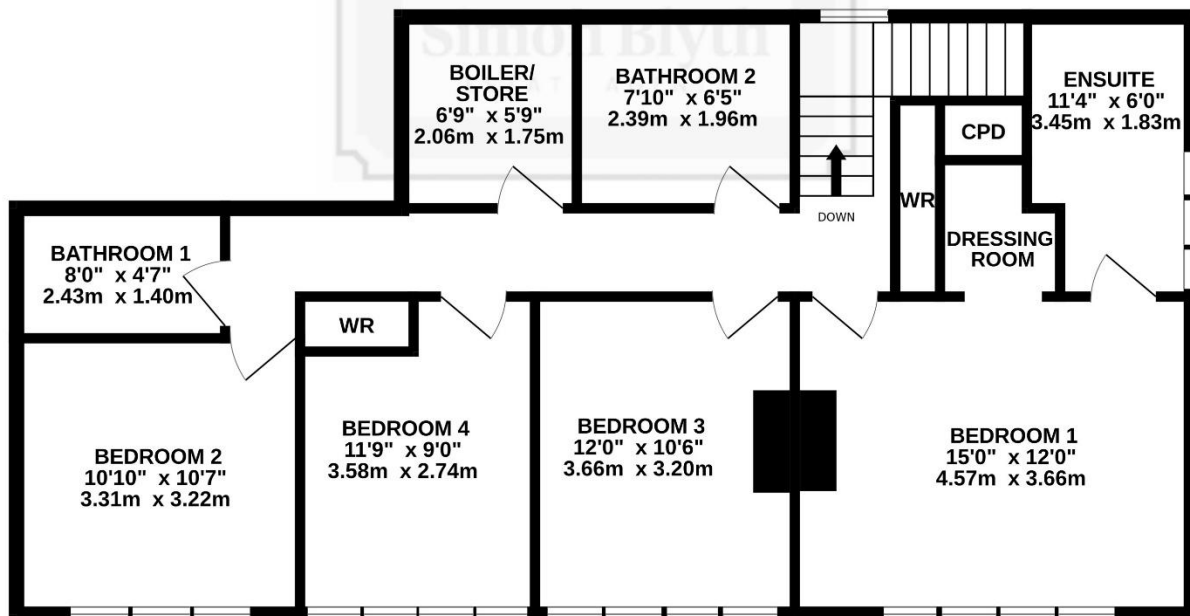 Simon Blyth
BOILER/
STORE
6'9" x 5'9"
2.06m x 1.75m
BATHROOM 2
7'10" x 6'5"
2.39m x 1.96m
ENSUITE
11'4" x 6'0"
3.45m x 1.83m
CPD
WR
DOWN
DRESSING
ROOM
BATHROOM 1
8'0" x 4'7"
2.43m x 1.40m
WR
BEDROOM 2
10'10" x 10'7"
3.31m x 3.22m
BEDROOM 4
11'9" x 9'0"
3.58m x 2.74m
BEDROOM 3
12'0" x 10'6"
3.66m x 3.20m
BEDROOM 1
15'0" x 12'0"
4.57m x 3.66m